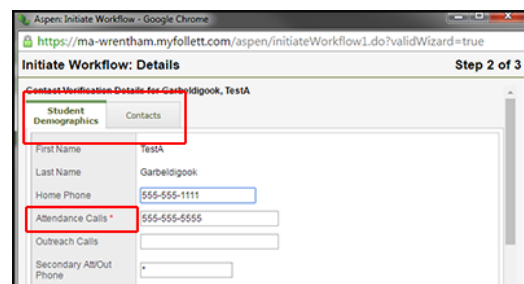 Aspen: Initiate Workflow - Google Chrome
https://ma-wrentham.myfollett.com/aspen/initiateWorkflow1.do?validWizard=true
Initiate Workflow: Details Step 2 of 3
Contact Verification Details for Garbeldigook, TestA
Student Demographics Contacts
First Name TestA
Last Name Garbeldigook
Home Phone 555-555-1111
Attendance Calls * 555-555-5555
Outreach Calls
Secondary Att/Out
Phone *